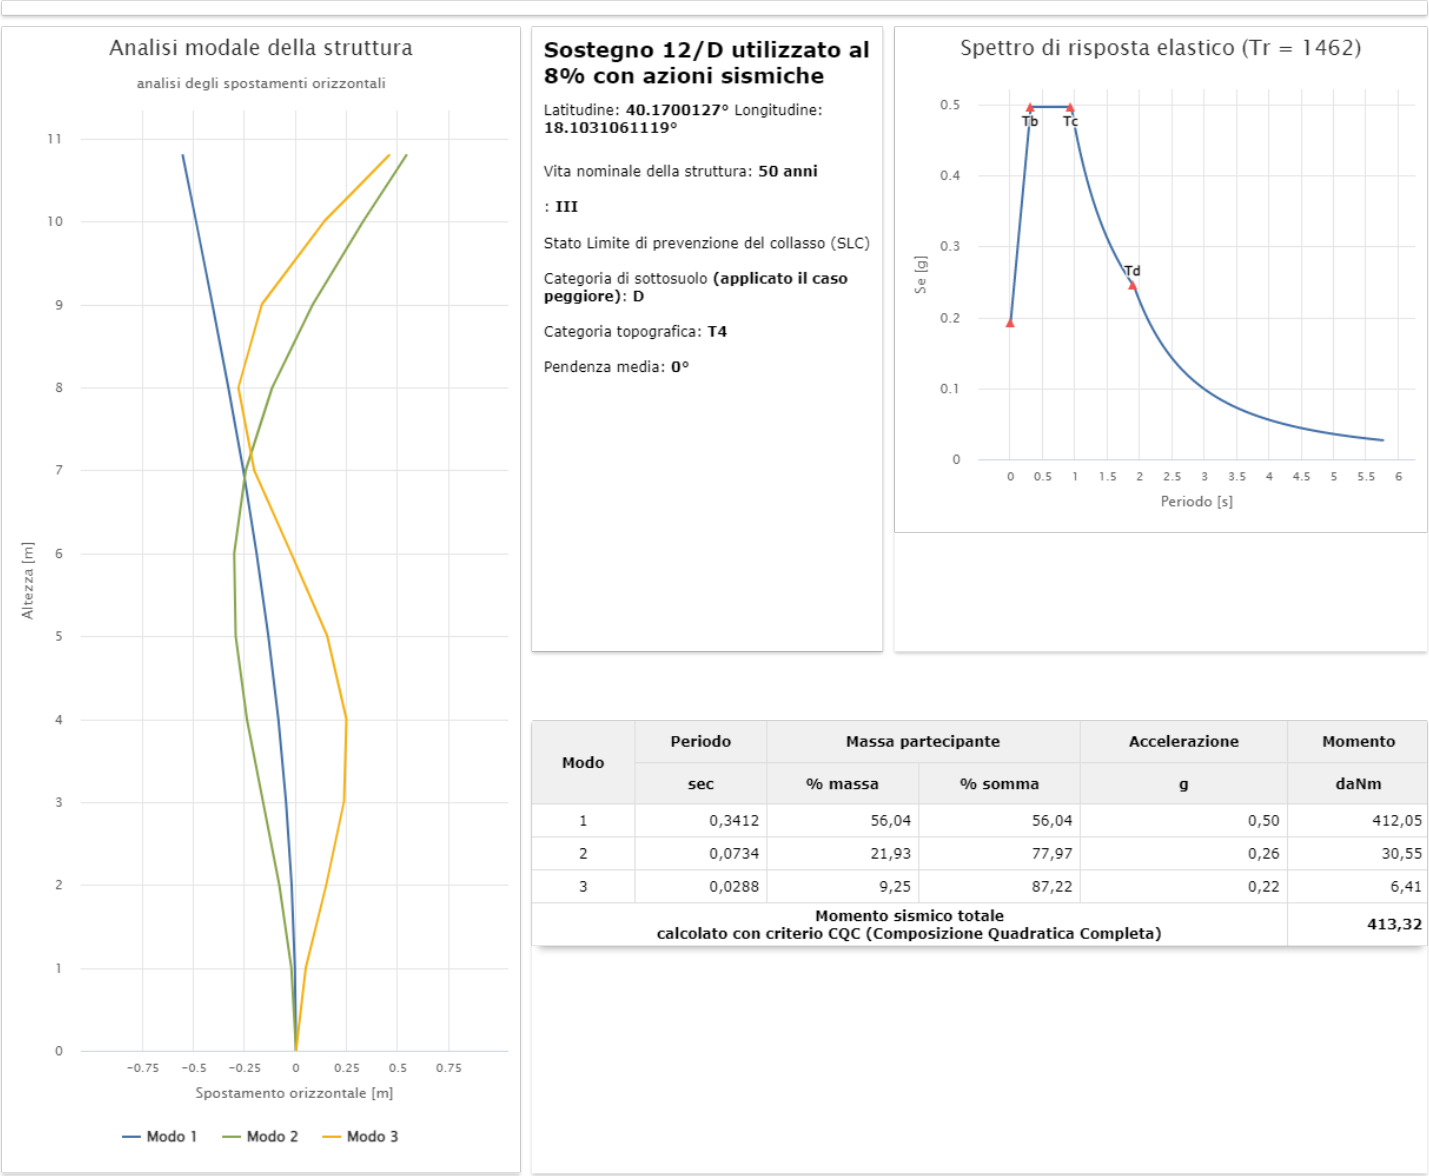 Analisi modale della struttura
analisi degli spostamenti orizzontali
11
10
9
8
7
6
5
4
3
2
1
0
Altezza [m]
-0.75 -0.5 -0.25 0 0.25 0.5 0.75
Spostamento orizzontale [m]
Modo 1 Modo 2 Modo 3
Sostegno 12/D utilizzato al
8% con azioni sismiche
Latitudine: 40.1700127° Longitudine:
18.1031061119°
Vita nominale della struttura: 50 anni
: III
Stato Limite di prevenzione del collasso (SLC)
Categoria di sottosuolo (applicato il caso
peggiore): D
Categoria topografica: T4
Pendenza media: 0°
Spettro di risposta elastico (Tr = 1462)
0.5
0.4
0.3
0.2
0.1
0
Se [g]
Tb Tc
Td
0 0.5 1 1.5 2 2.5 3 3.5 4 4.5 5 5.5 6
Periodo [s]
Modo Periodo Massa partecipante Accelerazione Momento
sec % massa % somma g daNm
1 0,3412 56,04 56,04 0,50 412,05
2 0,0734 21,93 77,97 0,26 30,55
3 0,0288 9,25 87,22 0,22 6,41
Momento sismico totale
calcolato con criterio CQC (Composizione Quadratica Completa) 413,32